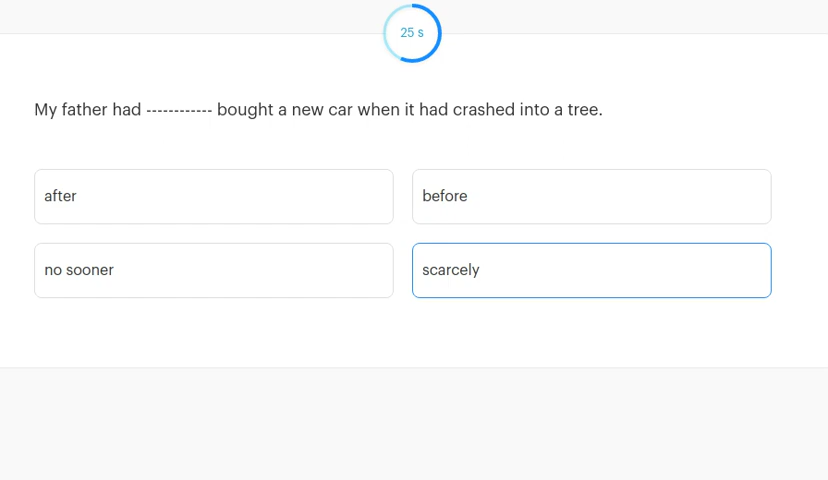 25 s
My father had ------------ bought a new car when it had crashed into a tree.
after
before
no sooner
scarcely